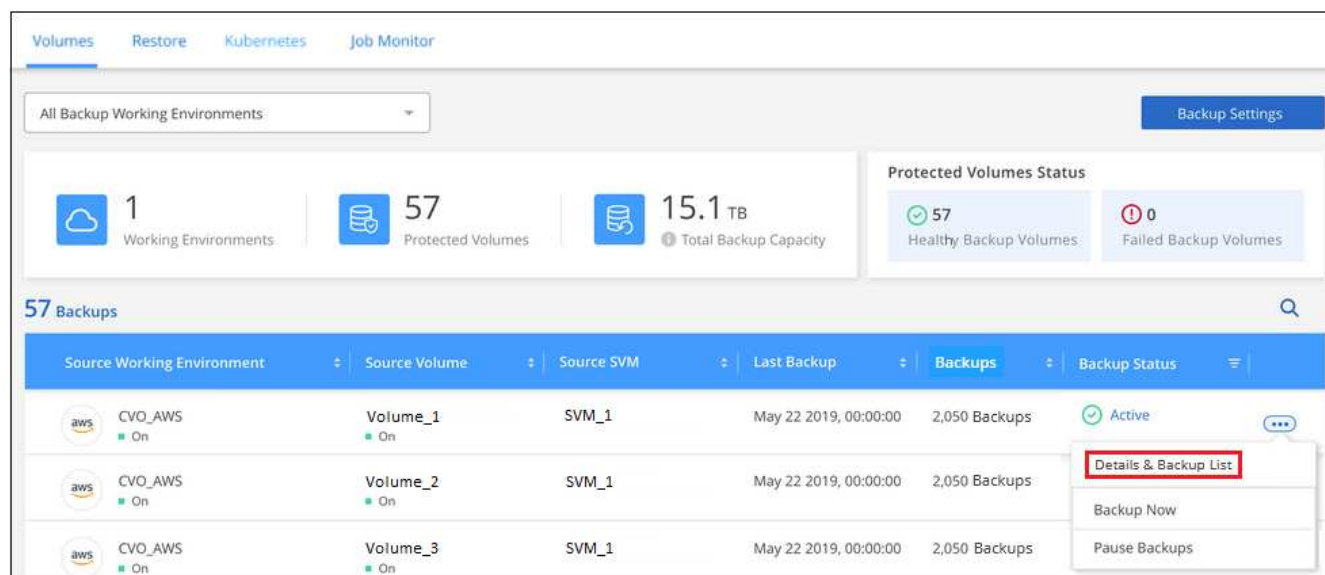 Volumes Restore Kubernetes Job Monitor
All Backup Working Environments
Backup Settings
1
Working Environments
57
Protected Volumes
15.1 TB
Total Backup Capacity
Protected Volumes Status
57
Healthy Backup Volumes
0
Failed Backup Volumes
57 Backups
Source Working Environment Source Volume Source SVM Last Backup Backups Backup Status
aws CVO_AWS Volume_1 SVM_1 May 22 2019, 00:00:00 2,050 Backups Active
On On
Details & Backup List
Backup Now
Pause Backups
aws CVO_AWS Volume_2 SVM_1 May 22 2019, 00:00:00 2,050 Backups
On On
aws CVO_AWS Volume_3 SVM_1 May 22 2019, 00:00:00 2,050 Backups
On On